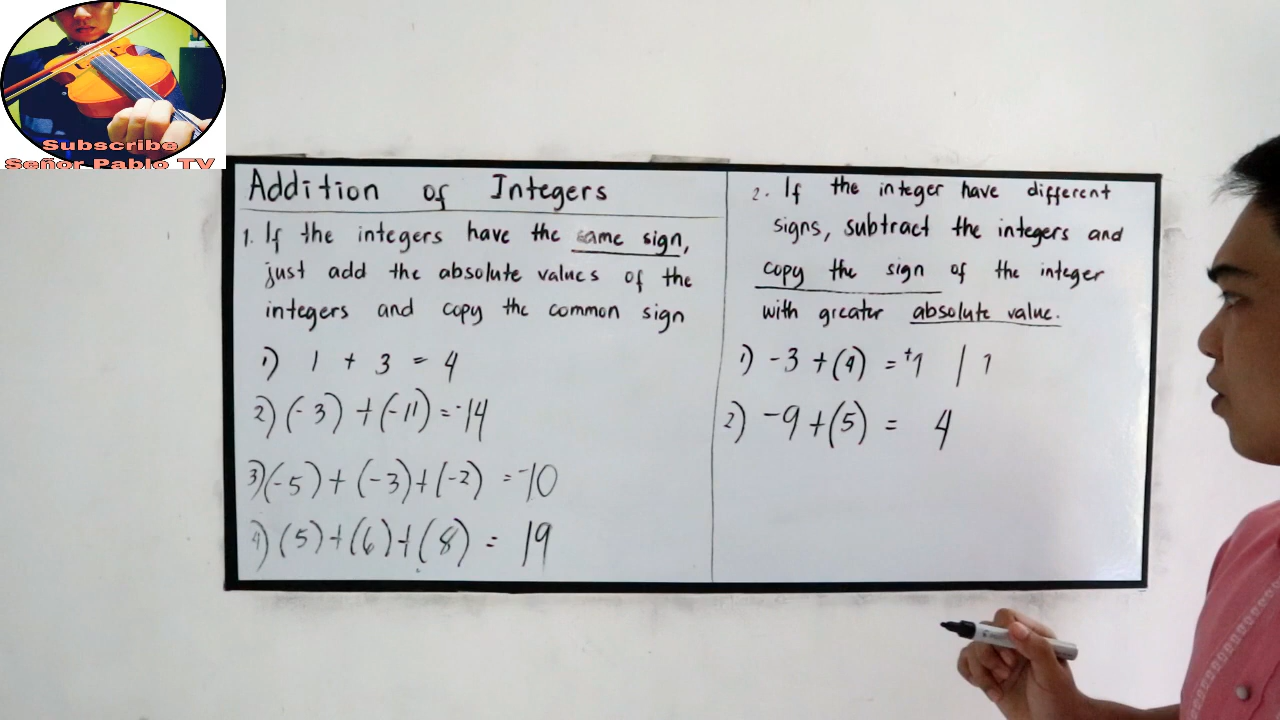 Subscribe
Señor Pablo TV
Addition of Integers
1. If the integers have the same sign,
just add the absolute values of the
integers and copy the common sign
1) 1 + 3 = 4
2) (-3) + (-11) = -14
3) (-5) + (-3) + (-2) = -10
4) (5) + (6) + (8) = 19
2. If the integer have different
signs, subtract the integers and
copy the sign of the integer
with greater absolute value.
1) -3 + (4) = +1 | 1
2) -9 + (5) = 4